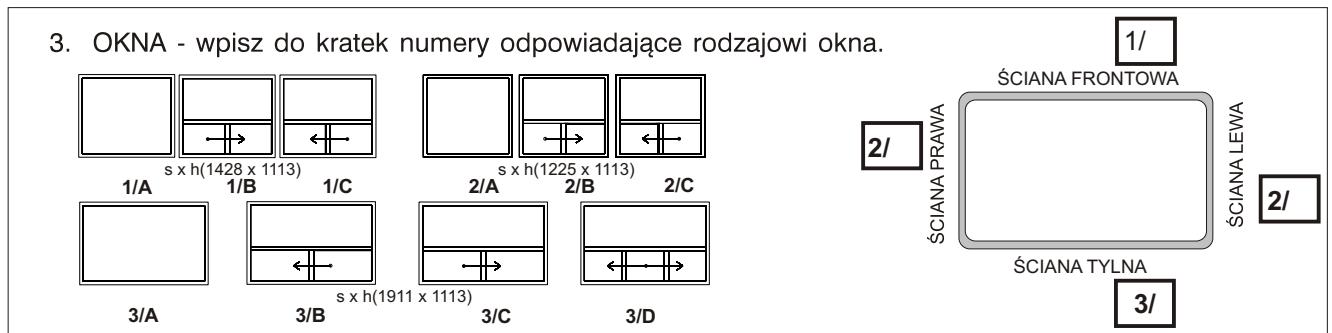 3. OKNA - wpisz do kratek numery odpowiadające rodzajowi okna.
s x h(1428 x 1113)
1/A 1/B 1/C
s x h(1225 x 1113)
2/A 2/B 2/C
s x h(1911 x 1113)
3/A 3/B 3/C 3/D
1/
ŚCIANA FRONTOWA
2/
ŚCIANA PRAWA
ŚCIANA LEWA
2/
ŚCIANA TYLNA
3/